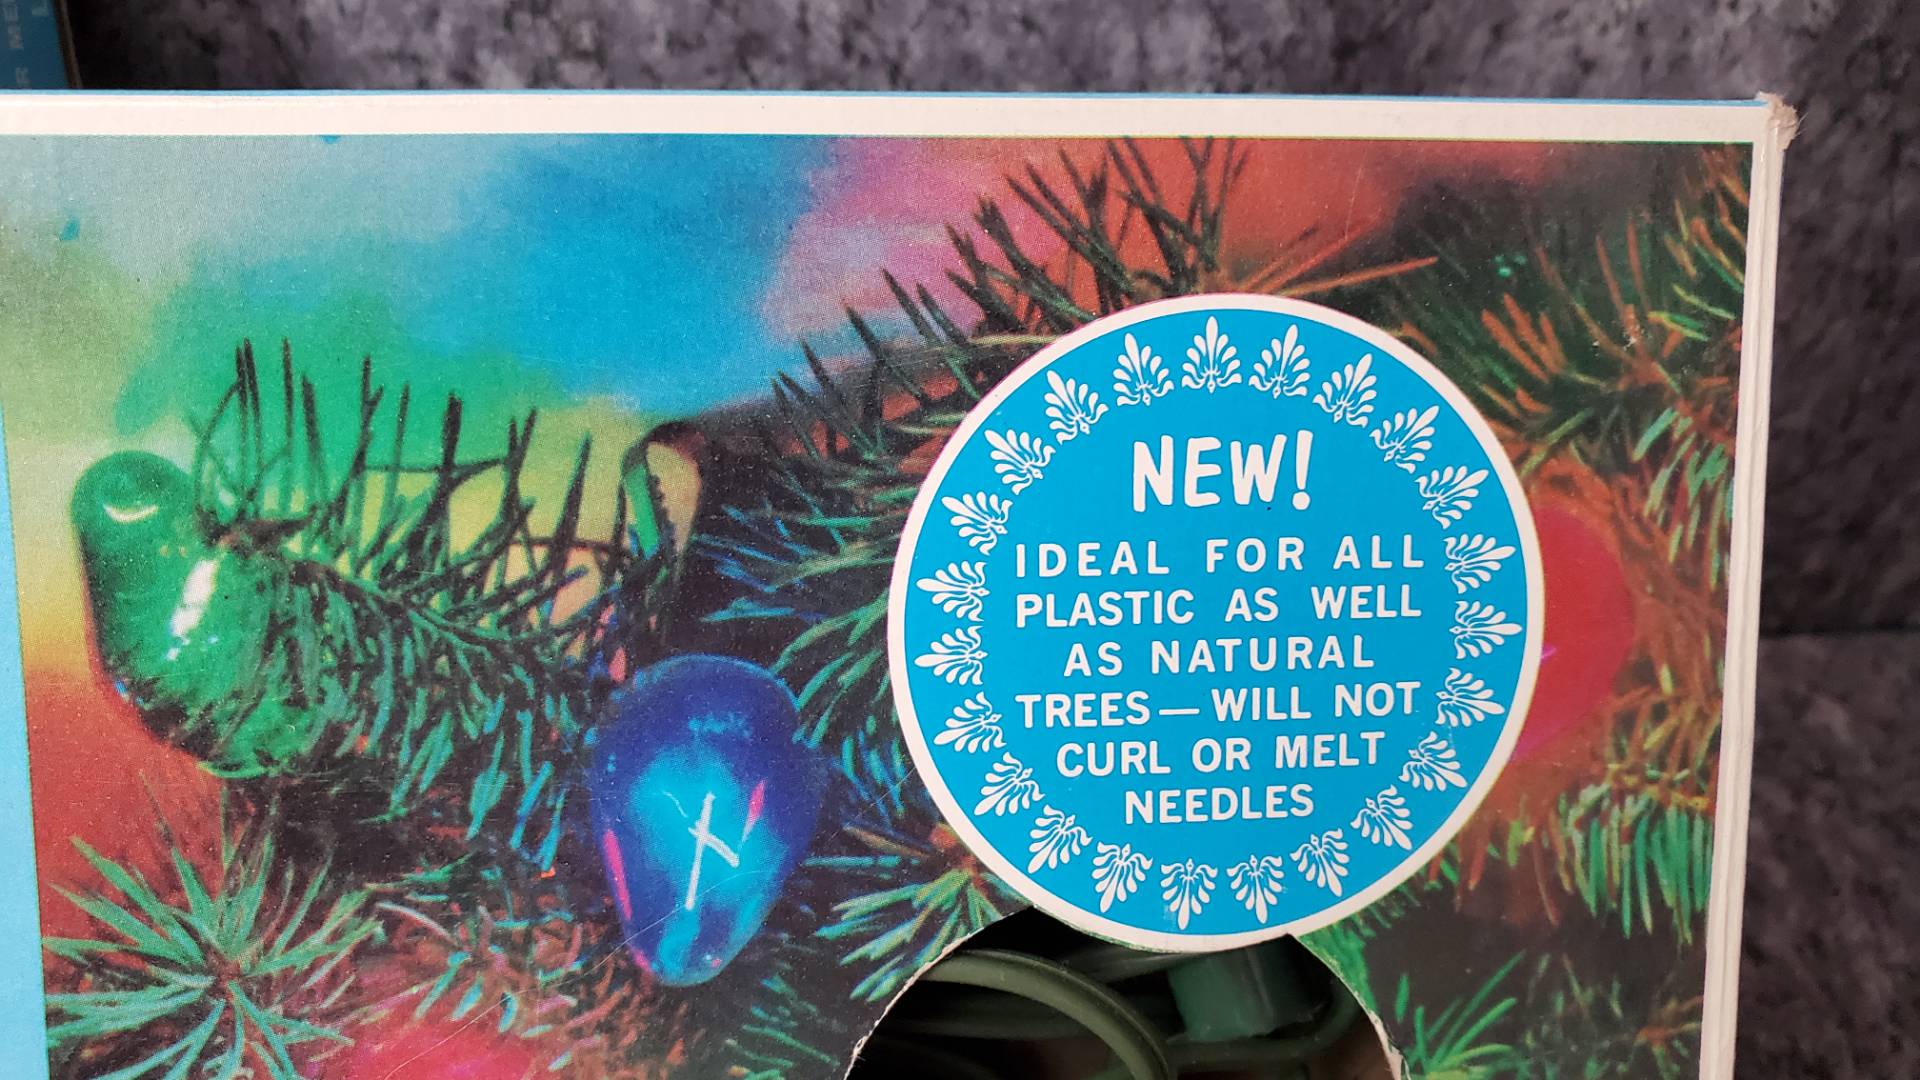 NEW!
IDEAL FOR ALL
PLASTIC AS WELL
AS NATURAL
TREES — WILL NOT
CURL OR MELT
NEEDLES